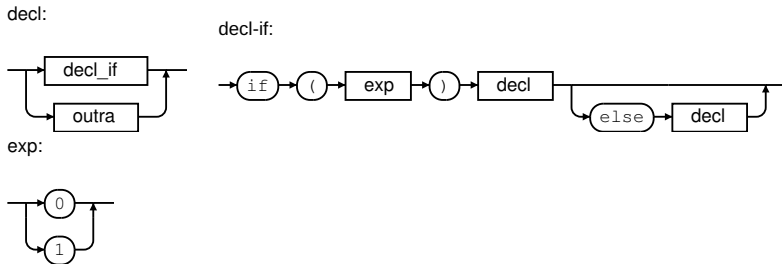 decl:
decl_if
outra
decl-if:
if ( exp ) decl
else decl
exp:
0
1